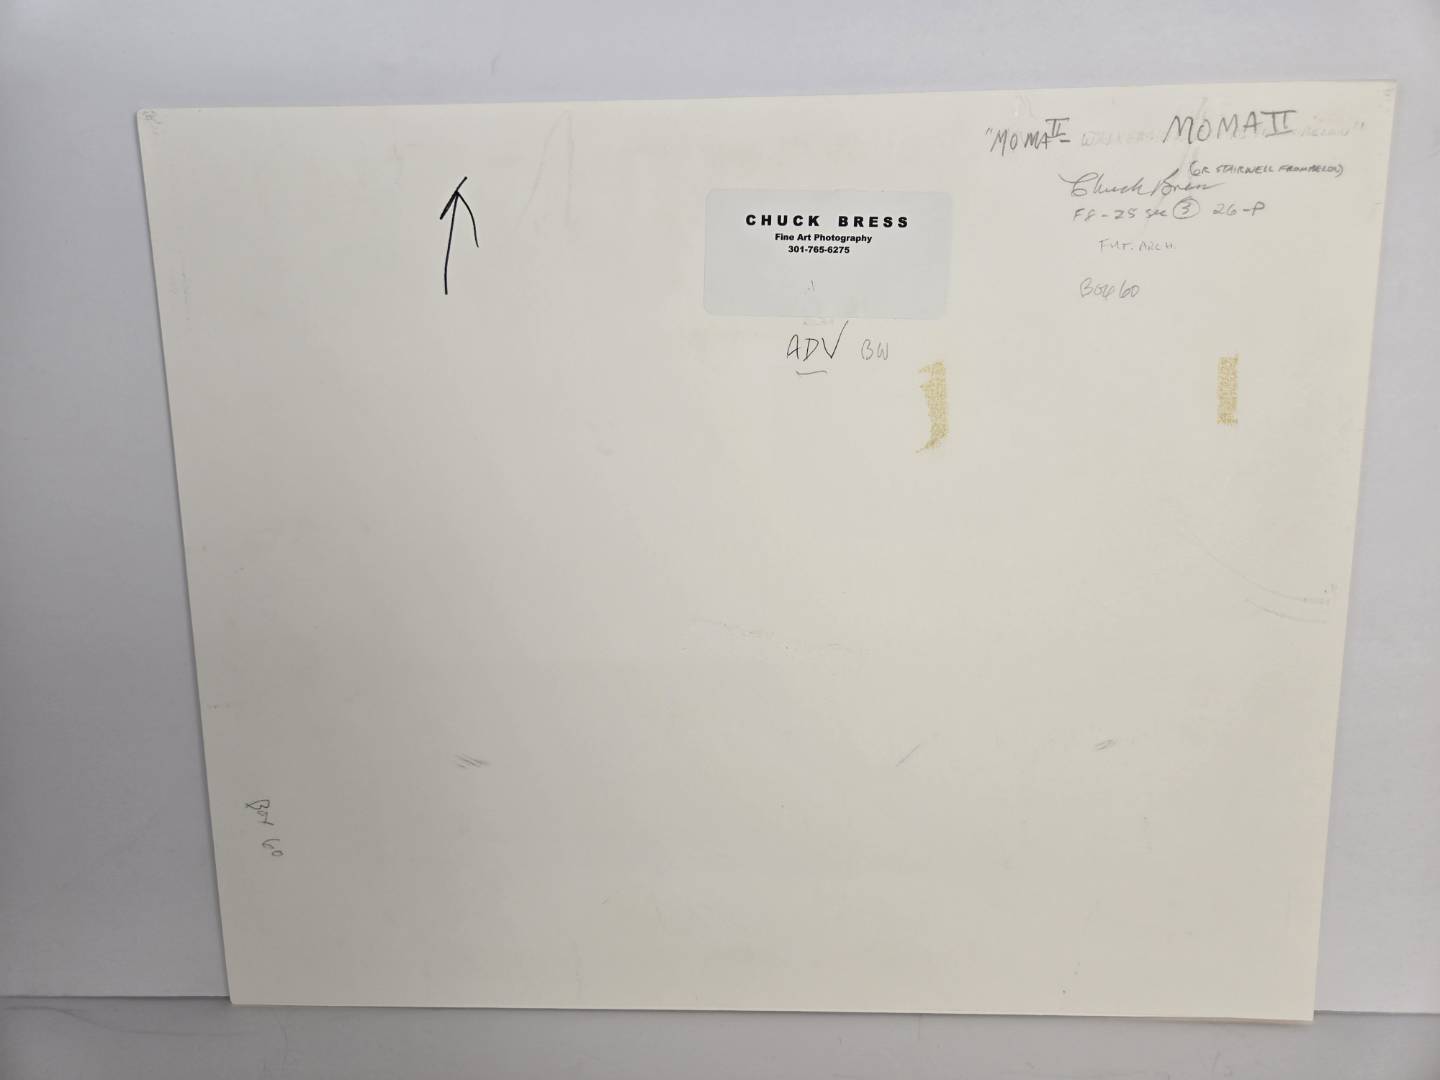 "MOMA II - MOMA II "
(OR STAIRWELL FROM BELOW)
Chuck Bress
F8-25 sec 3 26-P
FUT. ARCH.
Box 60
CHUCK BRESS
Fine Art Photography
301-765-6275
ADV BW
Box 60